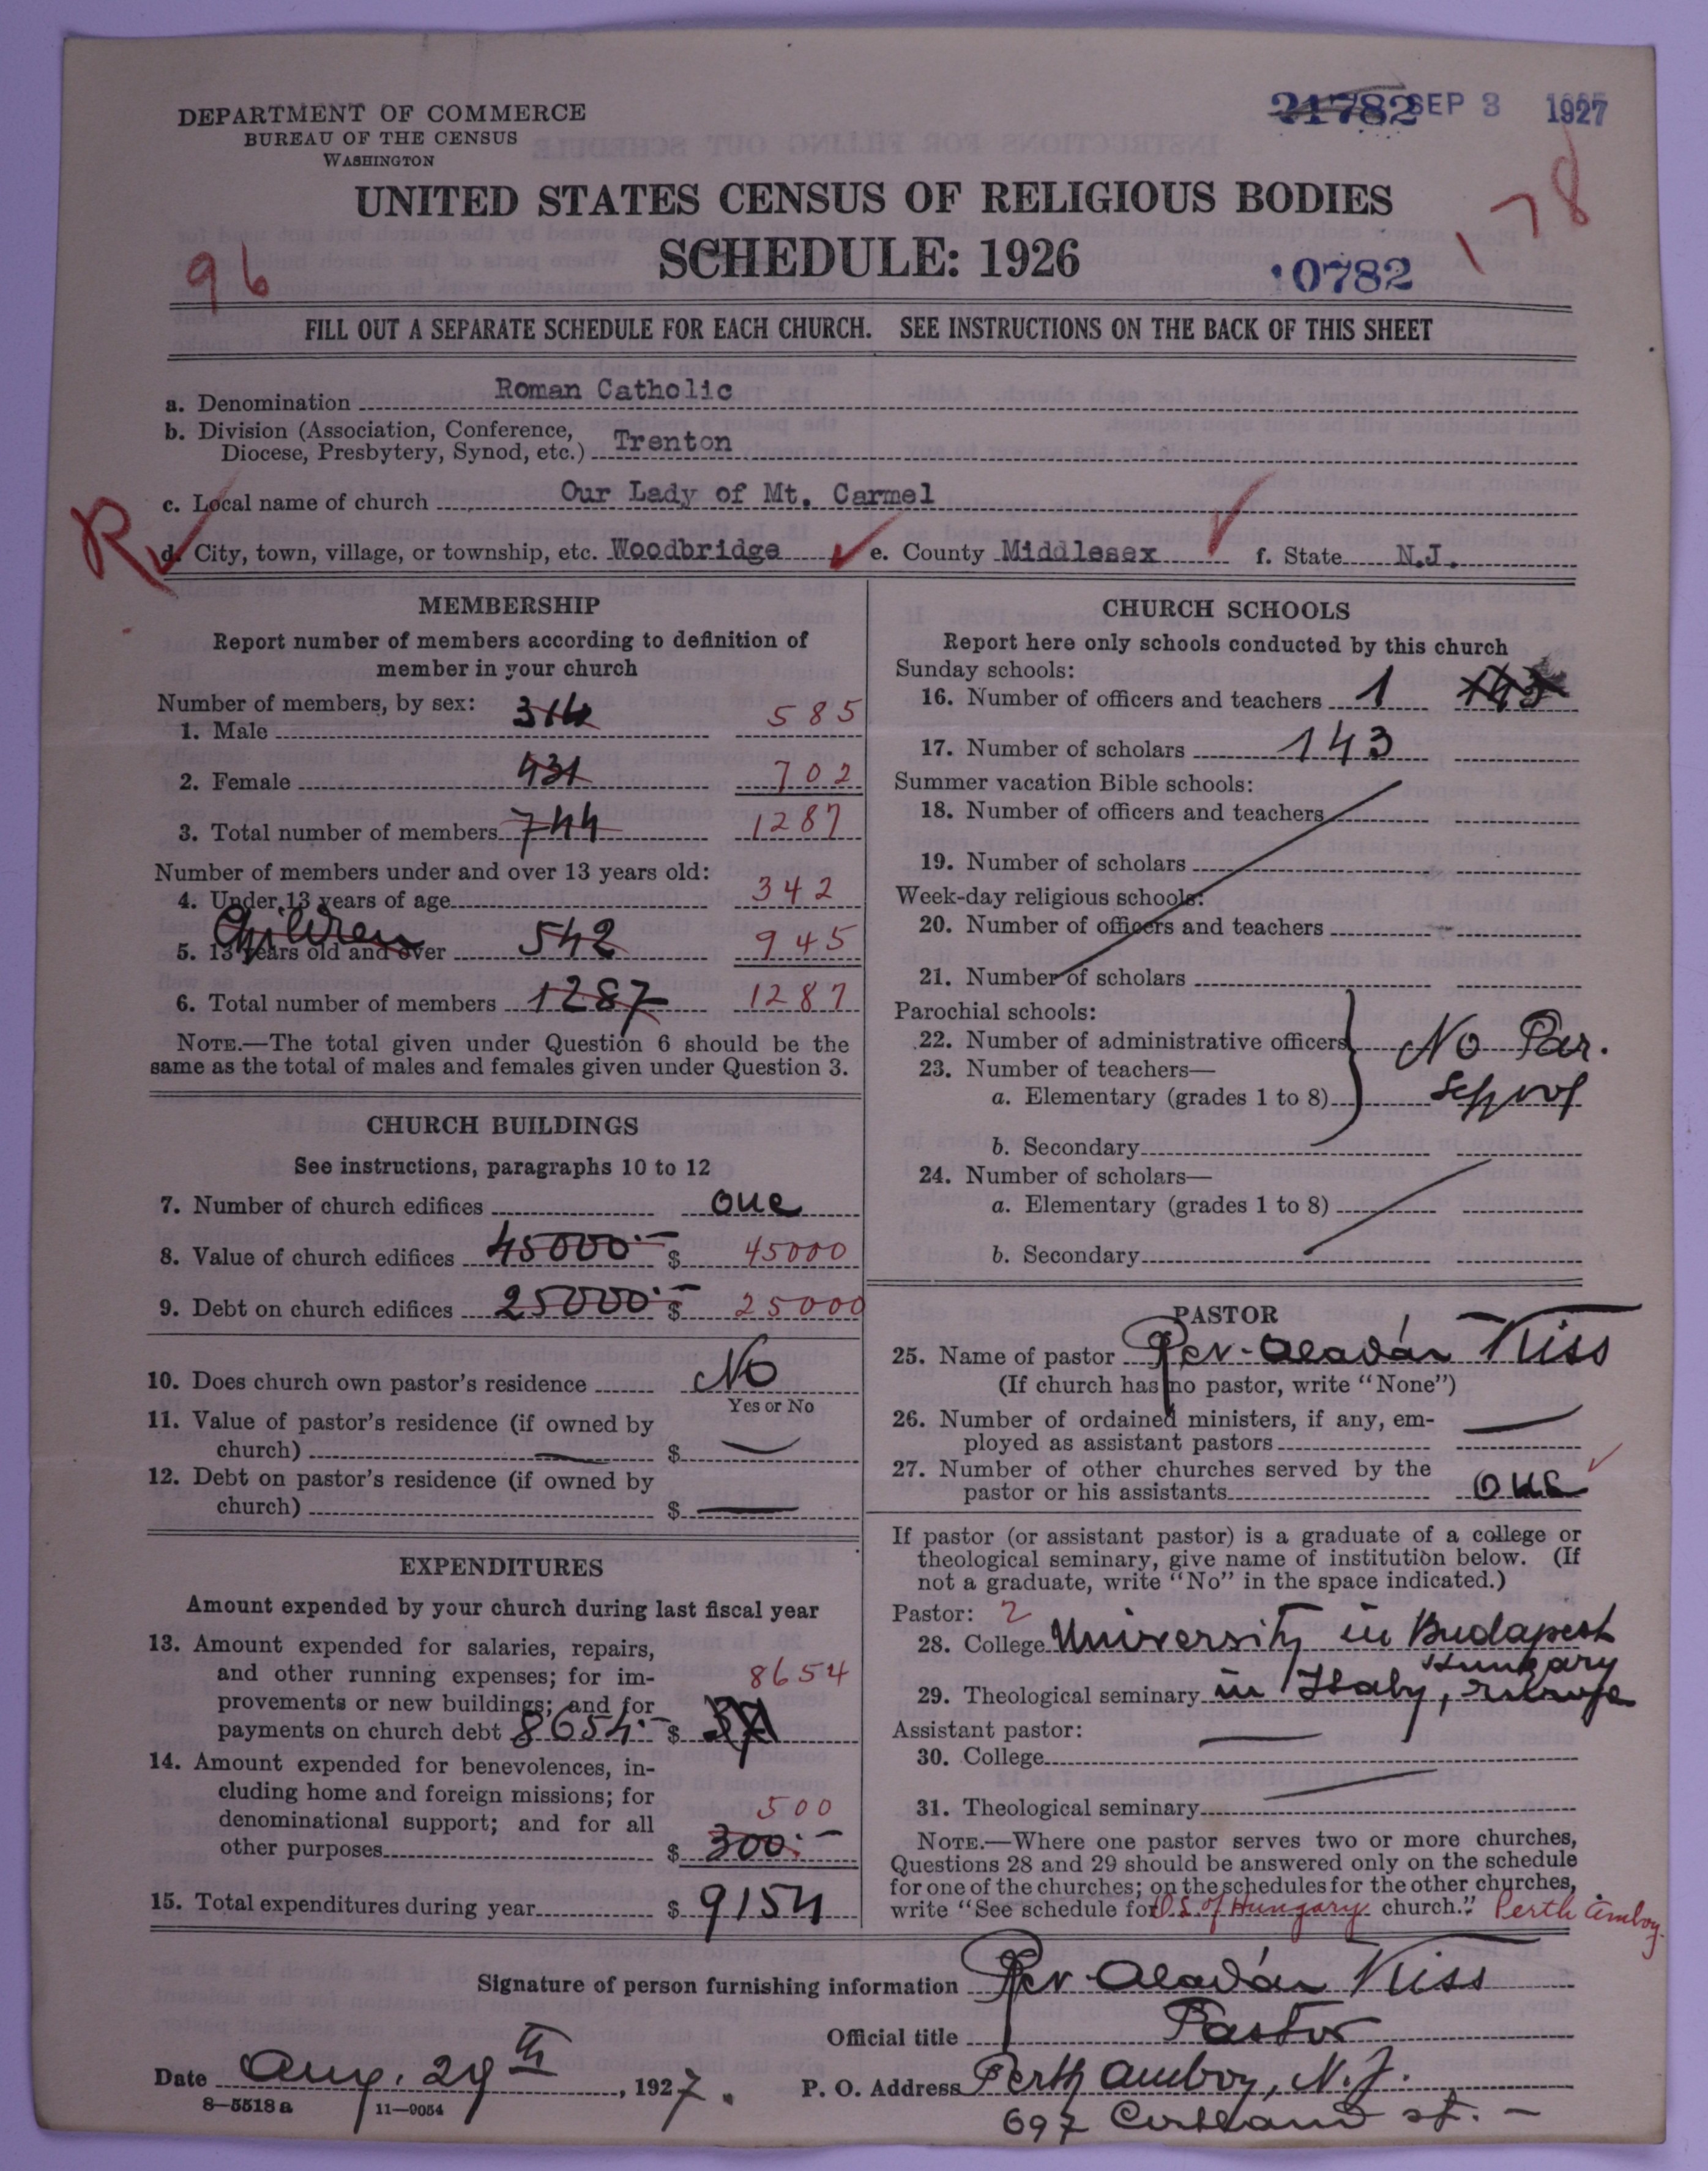 DEPARTMENT OF COMMERCE
BUREAU OF THE CENSUS
WASHINGTON
21782 SEP 3 1927
UNITED STATES CENSUS OF RELIGIOUS BODIES
178
SCHEDULE: 1926
96
0782
FILL OUT A SEPARATE SCHEDULE FOR EACH CHURCH. SEE INSTRUCTIONS ON THE BACK OF THIS SHEET
a. Denomination Roman Catholic
b. Division (Association, Conference,
Diocese, Presbytery, Synod, etc.) Trenton
c. Local name of church Our Lady of Mt. Carmel
R
d. City, town, village, or township, etc. Woodbridge e. County Middlesex f. State N.J.
MEMBERSHIP
Report number of members according to definition of
member in your church
Number of members, by sex:
1. Male 314 585
2. Female 431 702
3. Total number of members 744 1287
Number of members under and over 13 years old:
4. Under 13 years of age 342
Children
5. 13 years old and over 542 945
6. Total number of members 1287 1287
NOTE.—The total given under Question 6 should be the
same as the total of males and females given under Question 3.
CHURCH BUILDINGS
See instructions, paragraphs 10 to 12
7. Number of church edifices one
8. Value of church edifices 45000.— $ 45000
9. Debt on church edifices 25000.— $ 25000
10. Does church own pastor's residence No
Yes or No
11. Value of pastor's residence (if owned by
church) — $ —
12. Debt on pastor's residence (if owned by
church) $ —
EXPENDITURES
Amount expended by your church during last fiscal year
13. Amount expended for salaries, repairs,
and other running expenses; for im-
provements or new buildings; and for
8654
payments on church debt 8654.— $
14. Amount expended for benevolences, in-
cluding home and foreign missions; for
denominational support; and for all
500
other purposes $ 300.—
15. Total expenditures during year $ 9154
CHURCH SCHOOLS
Report here only schools conducted by this church
Sunday schools:
16. Number of officers and teachers 1 143
17. Number of scholars 143
Summer vacation Bible schools:
18. Number of officers and teachers
19. Number of scholars
Week-day religious schools:
20. Number of officers and teachers
21. Number of scholars
Parochial schools:
22. Number of administrative officers No Par.
23. Number of teachers—
a. Elementary (grades 1 to 8) School
b. Secondary
24. Number of scholars—
a. Elementary (grades 1 to 8)
b. Secondary
PASTOR
25. Name of pastor Rev. Aladár Kiss
(If church has no pastor, write "None")
26. Number of ordained ministers, if any, em-
ployed as assistant pastors —
27. Number of other churches served by the
pastor or his assistants one
If pastor (or assistant pastor) is a graduate of a college or
theological seminary, give name of institution below. (If
not a graduate, write "No" in the space indicated.)
Pastor: 2
28. College University in Budapest
Hungary
29. Theological seminary in Italy, Europe
Assistant pastor:
30. College —
31. Theological seminary —
NOTE.—Where one pastor serves two or more churches,
Questions 28 and 29 should be answered only on the schedule
for one of the churches; on the schedules for the other churches,
write "See schedule for O.L. of Hungary church." Perth Amboy.
Signature of person furnishing information Rev. Aladár Kiss
Official title Pastor
Date Aug. 29th, 1927. P. O. Address Perth Amboy, N.J.
8—5518a 11—9054
697 Cortland st. —